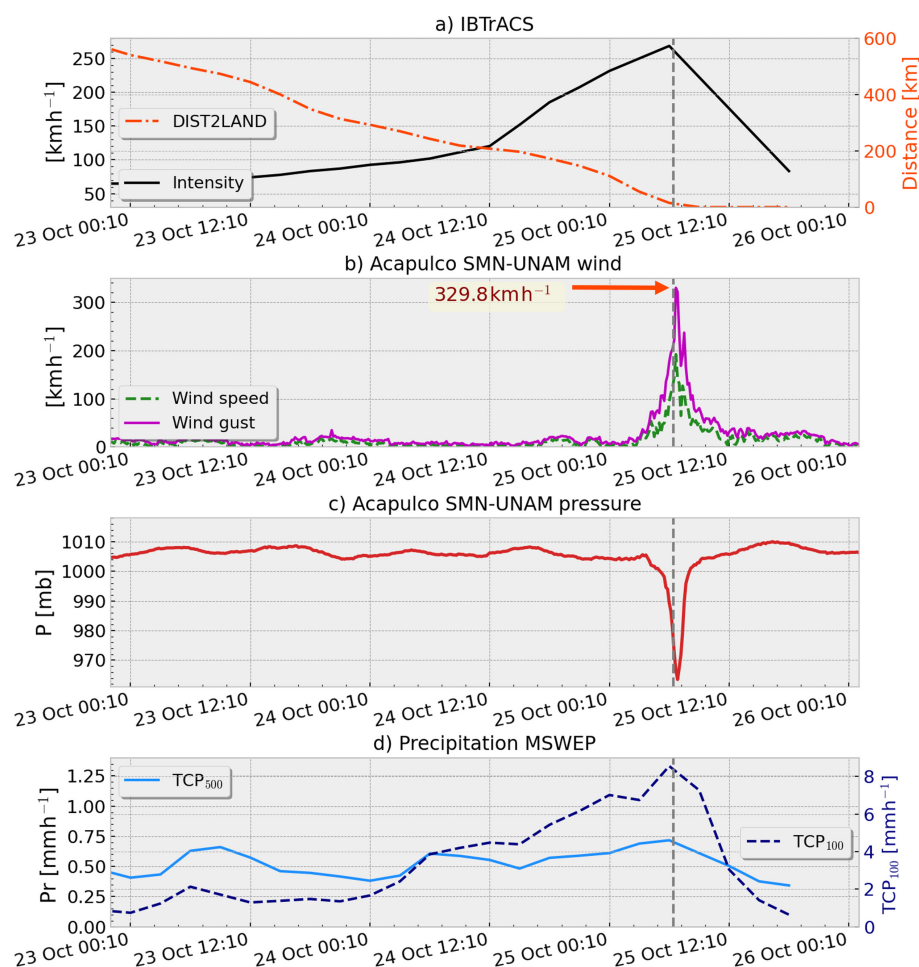 a) IBTrACS
[kmh⁻¹]
250
200
150
100
50
DIST2LAND
Intensity
600
400
200
0
Distance [km]
23 Oct 00:10
23 Oct 12:10
24 Oct 00:10
24 Oct 12:10
25 Oct 00:10
25 Oct 12:10
26 Oct 00:10
b) Acapulco SMN-UNAM wind
329.8kmh⁻¹
[kmh⁻¹]
300
200
100
0
Wind speed
Wind gust
23 Oct 00:10
23 Oct 12:10
24 Oct 00:10
24 Oct 12:10
25 Oct 00:10
25 Oct 12:10
26 Oct 00:10
c) Acapulco SMN-UNAM pressure
P [mb]
1010
1000
990
980
970
23 Oct 00:10
23 Oct 12:10
24 Oct 00:10
24 Oct 12:10
25 Oct 00:10
25 Oct 12:10
26 Oct 00:10
d) Precipitation MSWEP
Pr [mmh⁻¹]
1.25
1.00
0.75
0.50
0.25
0.00
TCP₅₀₀
TCP₁₀₀
8
6
4
2
0
TCP₁₀₀ [mmh⁻¹]
23 Oct 00:10
23 Oct 12:10
24 Oct 00:10
24 Oct 12:10
25 Oct 00:10
25 Oct 12:10
26 Oct 00:10